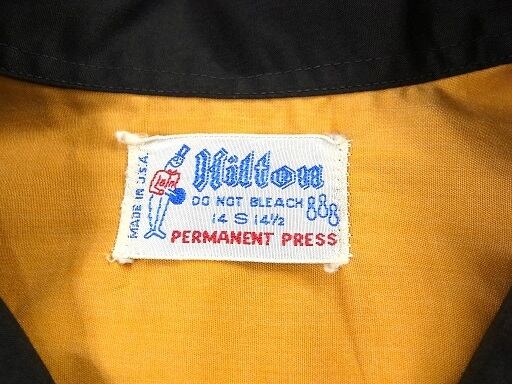 MADE IN U.S.A.
Hilton
DO NOT BLEACH
14 S 14½
PERMANENT PRESS